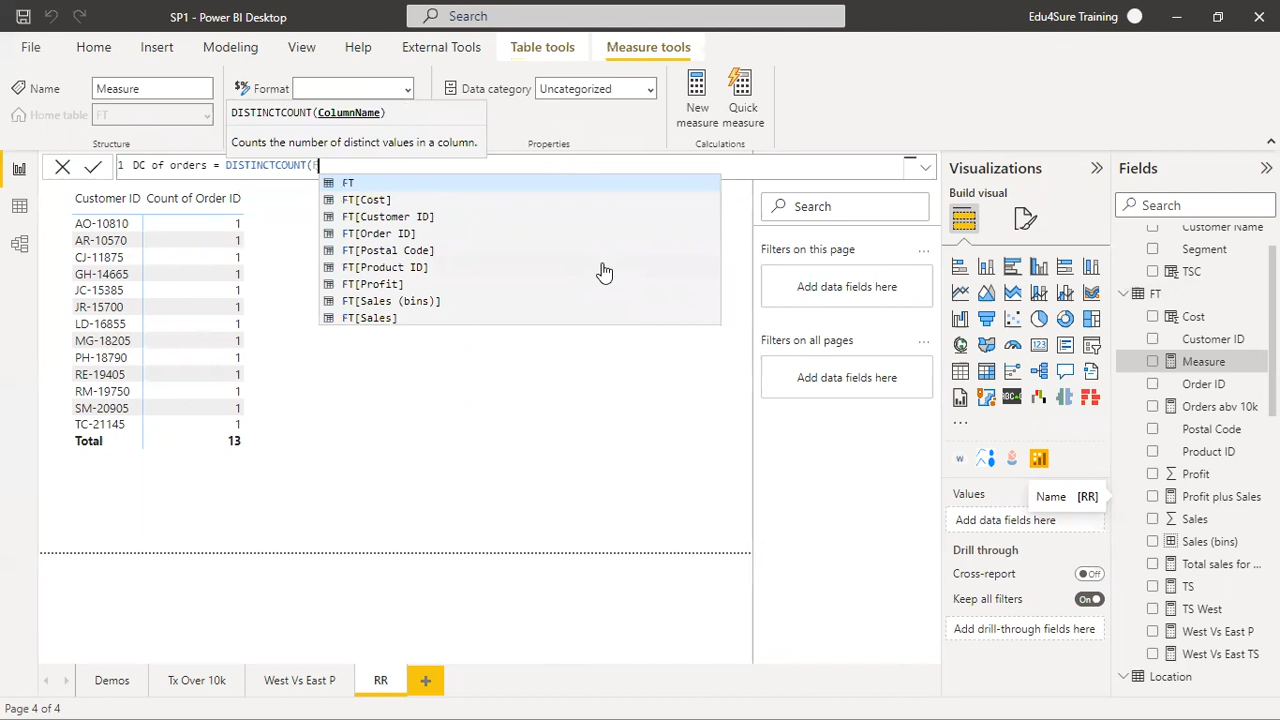 SP1 - Power BI Desktop
Search
Edu4Sure Training
File
Home
Insert
Modeling
View
Help
External Tools
Table tools
Measure tools
Name
Measure
Format
Data category
Uncategorized
Home table
FT
New measure
Quick measure
Structure
Properties
Calculations
DISTINCTCOUNT(ColumnName)
Counts the number of distinct values in a column.
1 DC of orders = DISTINCTCOUNT(F
FT
FT[Cost]
FT[Customer ID]
FT[Order ID]
FT[Postal Code]
FT[Product ID]
FT[Profit]
FT[Sales (bins)]
FT[Sales]
Customer ID Count of Order ID
AO-10810 1
AR-10570 1
CJ-11875 1
GH-14665 1
JC-15385 1
JR-15700 1
LD-16855 1
MG-18205 1
PH-18790 1
RE-19405 1
RM-19750 1
SM-20905 1
TC-21145 1
Total 13
Search
Filters on this page
Add data fields here
Filters on all pages
Add data fields here
Visualizations
Build visual
Values
Name [RR]
Add data fields here
Drill through
Cross-report
Off
Keep all filters
On
Add drill-through fields here
Fields
Search
Customer Name
Segment
TSC
FT
Cost
Customer ID
Measure
Order ID
Orders abv 10k
Postal Code
Product ID
Profit
Profit plus Sales
Sales
Sales (bins)
Total sales for ...
TS
TS West
West Vs East P
West Vs East TS
Location
Demos
Tx Over 10k
West Vs East P
RR
Page 4 of 4